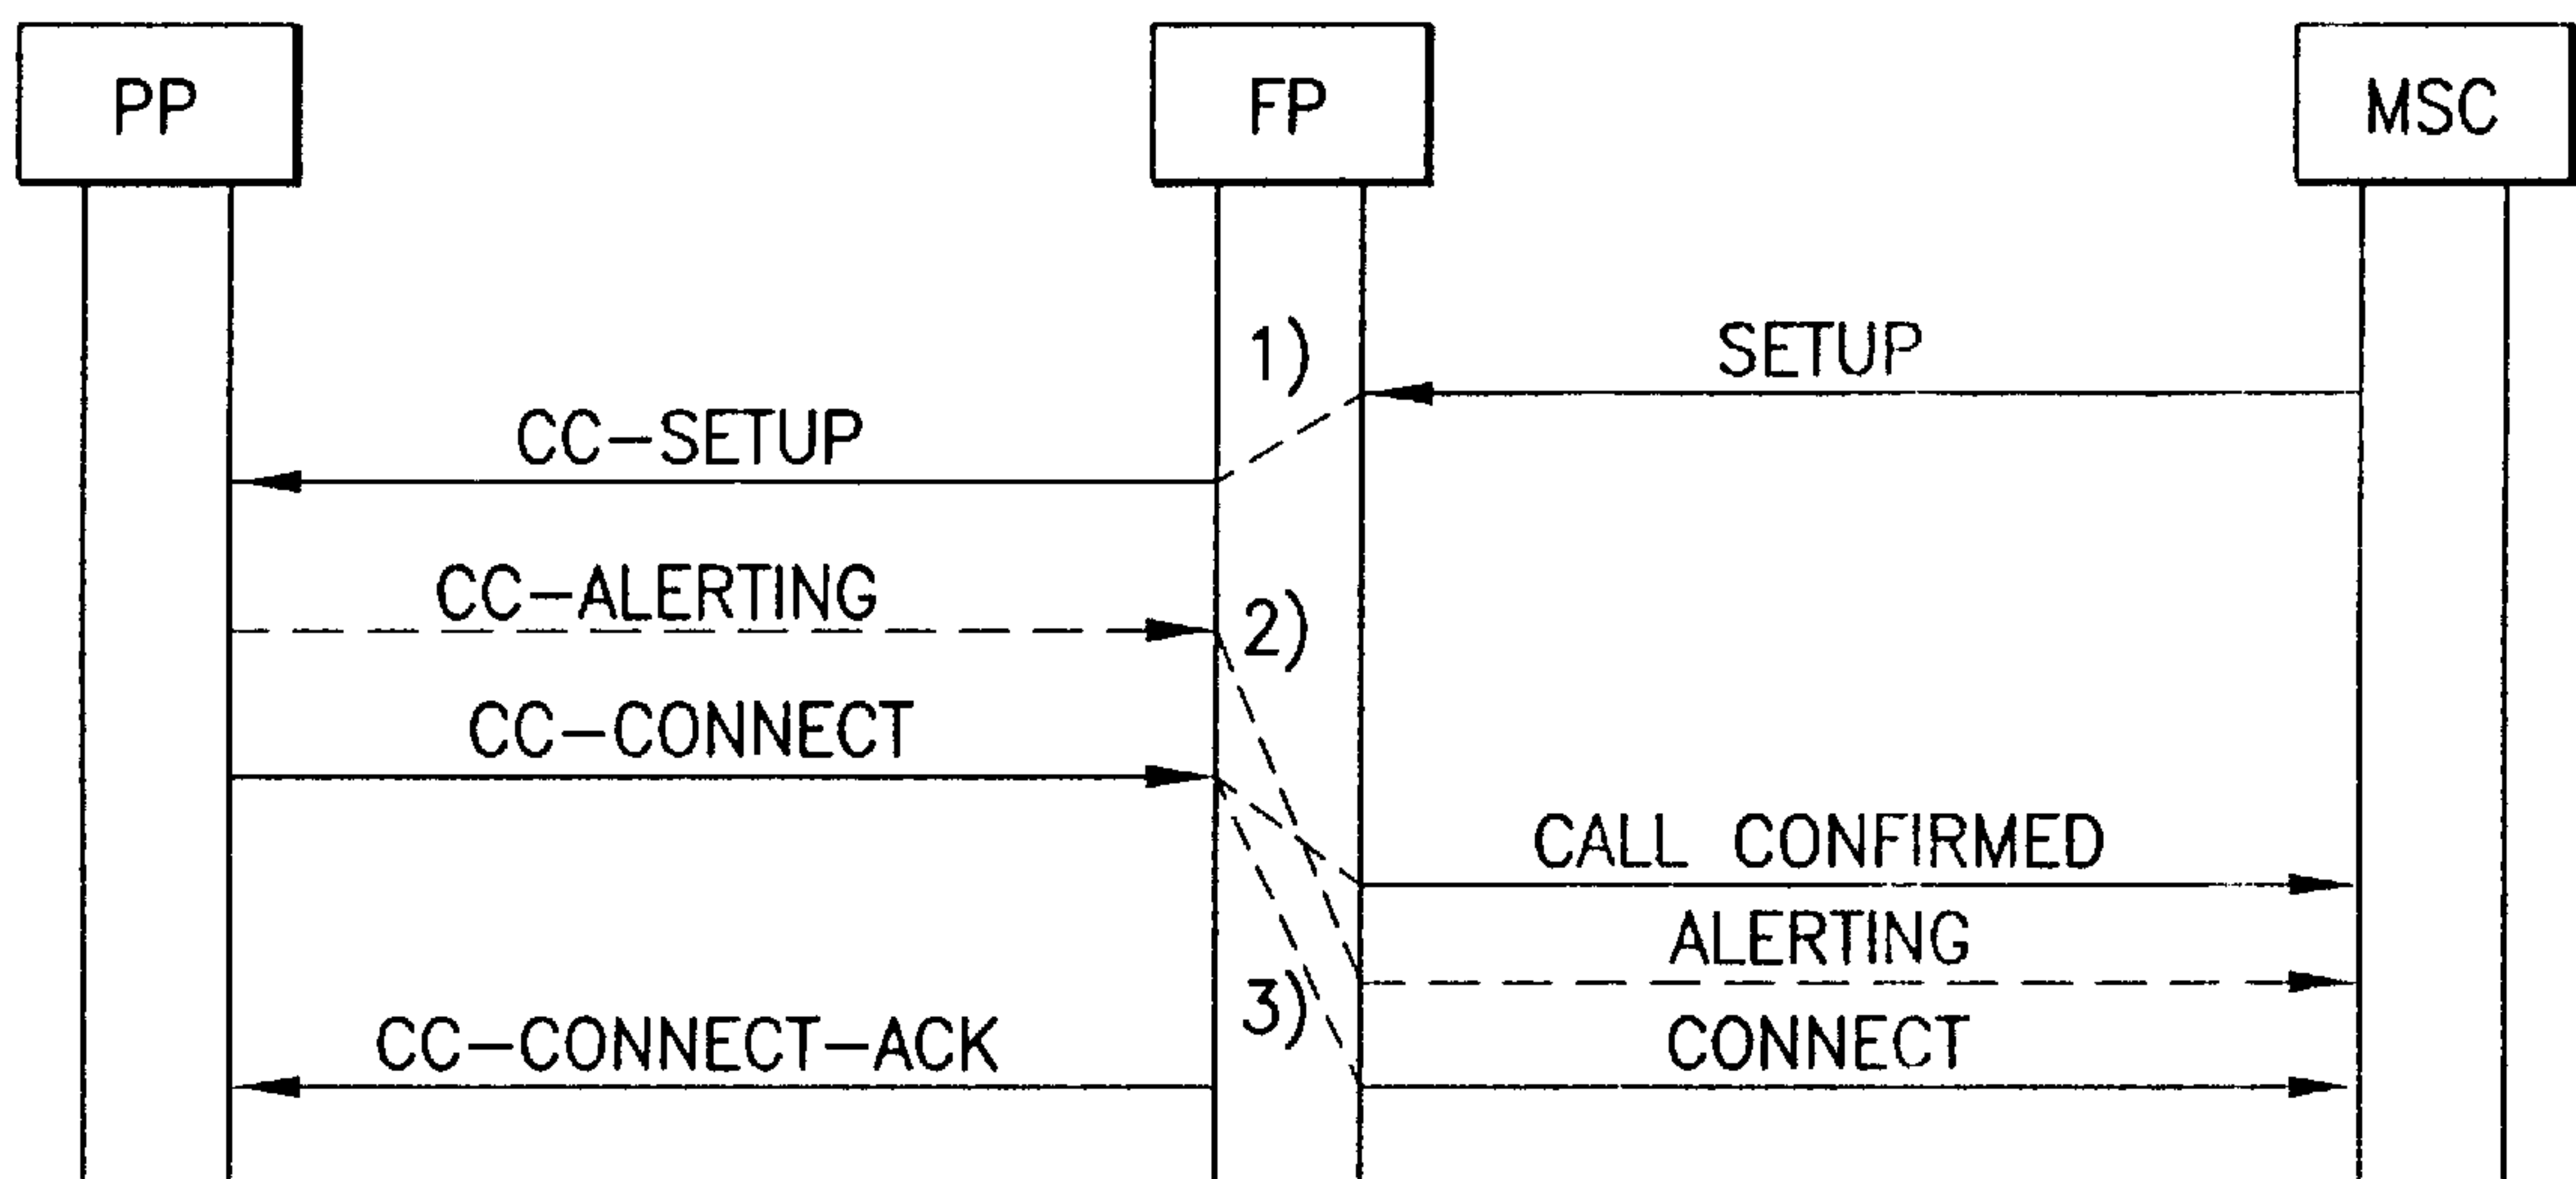 PP
FP
MSC
1)
SETUP
CC-SETUP
CC-ALERTING
2)
CC-CONNECT
CALL CONFIRMED
ALERTING
3)
CC-CONNECT-ACK
CONNECT